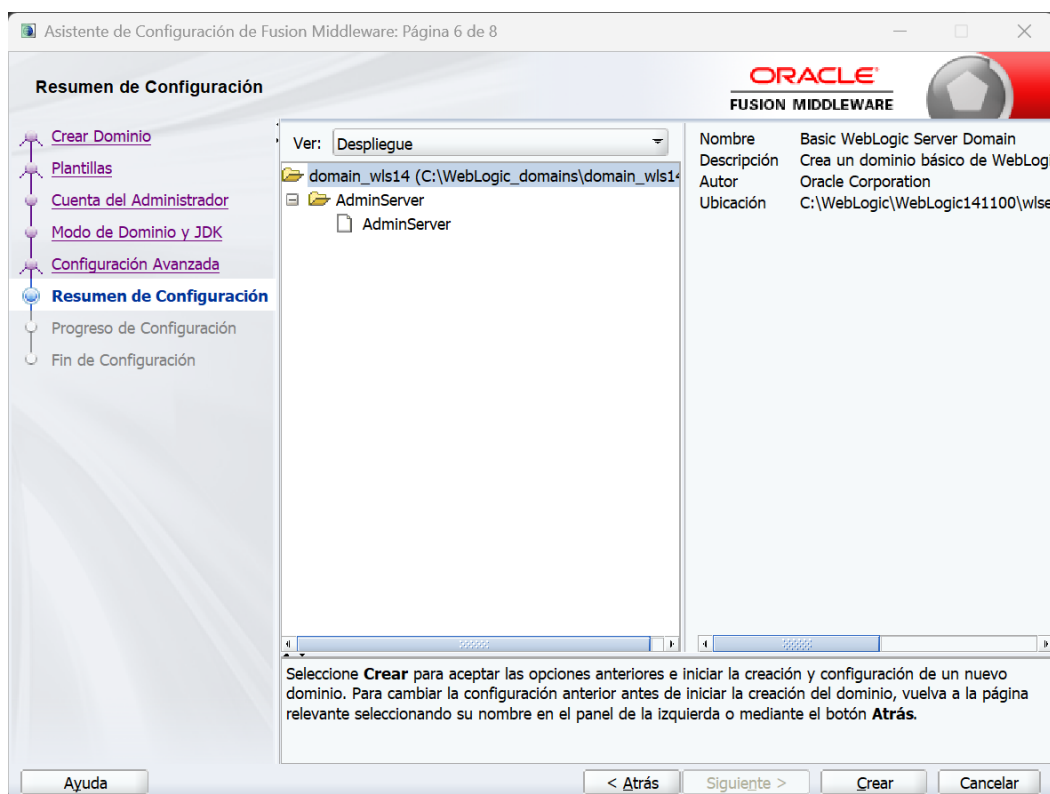 Asistente de Configuración de Fusion Middleware: Página 6 de 8
Resumen de Configuración
ORACLE
FUSION MIDDLEWARE
Crear Dominio
Plantillas
Cuenta del Administrador
Modo de Dominio y JDK
Configuración Avanzada
Resumen de Configuración
Progreso de Configuración
Fin de Configuración
Ver: Despliegue
domain_wls14 (C:\WebLogic_domains\domain_wls14
AdminServer
AdminServer
Nombre Basic WebLogic Server Domain
Descripción Crea un dominio básico de WebLogi
Autor Oracle Corporation
Ubicación C:\WebLogic\WebLogic141100\wlse
Seleccione Crear para aceptar las opciones anteriores e iniciar la creación y configuración de un nuevo
dominio. Para cambiar la configuración anterior antes de iniciar la creación del dominio, vuelva a la página
relevante seleccionando su nombre en el panel de la izquierda o mediante el botón Atrás.
Ayuda
< Atrás
Siguiente >
Crear
Cancelar